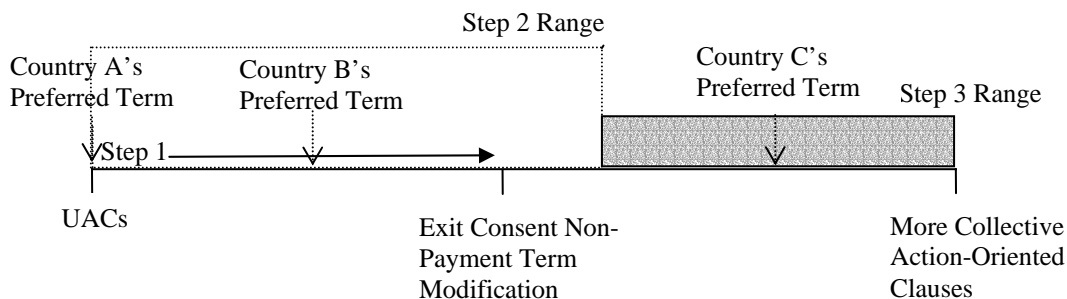 Step 2 Range
Country A's
Preferred Term
Country B's
Preferred Term
Country C's
Preferred Term
Step 3 Range
Step 1
UACs
Exit Consent Non-
Payment Term
Modification
More Collective
Action-Oriented
Clauses